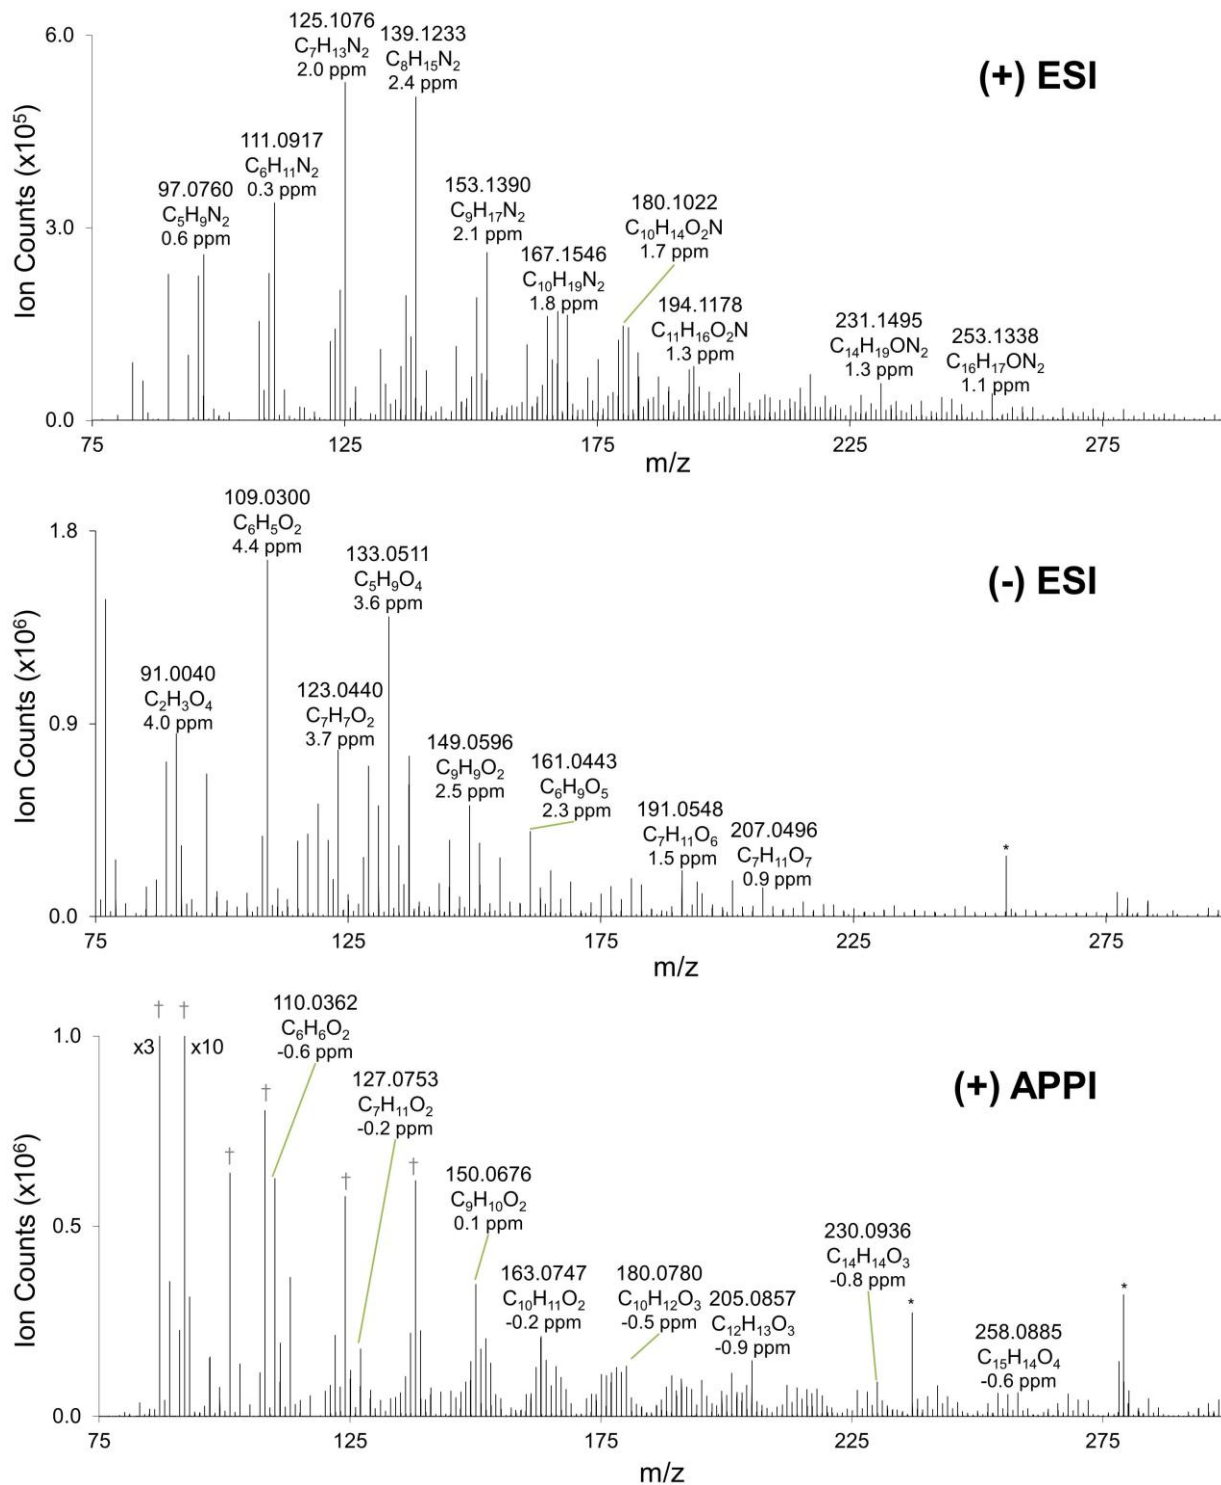 (+) ESI
Ion Counts (x10⁵)
6.0
3.0
0.0
97.0760
C₅H₉N₂
0.6 ppm
111.0917
C₆H₁₁N₂
0.3 ppm
125.1076
C₇H₁₃N₂
2.0 ppm
139.1233
C₈H₁₅N₂
2.4 ppm
153.1390
C₉H₁₇N₂
2.1 ppm
167.1546
C₁₀H₁₉N₂
1.8 ppm
180.1022
C₁₀H₁₄O₂N
1.7 ppm
194.1178
C₁₁H₁₆O₂N
1.3 ppm
231.1495
C₁₄H₁₉ON₂
1.3 ppm
253.1338
C₁₆H₁₇ON₂
1.1 ppm
75 125 175 225 275
m/z
(-) ESI
Ion Counts (x10⁶)
1.8
0.9
0.0
91.0040
C₂H₃O₄
4.0 ppm
109.0300
C₆H₅O₂
4.4 ppm
123.0440
C₇H₇O₂
3.7 ppm
133.0511
C₅H₉O₄
3.6 ppm
149.0596
C₉H₉O₂
2.5 ppm
161.0443
C₆H₉O₅
2.3 ppm
191.0548
C₇H₁₁O₆
1.5 ppm
207.0496
C₇H₁₁O₇
0.9 ppm
*
75 125 175 225 275
m/z
(+) APPI
Ion Counts (x10⁶)
1.0
0.5
0.0
† †
x3 x10
†
†
110.0362
C₆H₆O₂
-0.6 ppm
†
127.0753
C₇H₁₁O₂
-0.2 ppm
†
150.0676
C₉H₁₀O₂
0.1 ppm
163.0747
C₁₀H₁₁O₂
-0.2 ppm
180.0780
C₁₀H₁₂O₃
-0.5 ppm
205.0857
C₁₂H₁₃O₃
-0.9 ppm
230.0936
C₁₄H₁₄O₃
-0.8 ppm
*
258.0885
C₁₅H₁₄O₄
-0.6 ppm
*
75 125 175 225 275
m/z